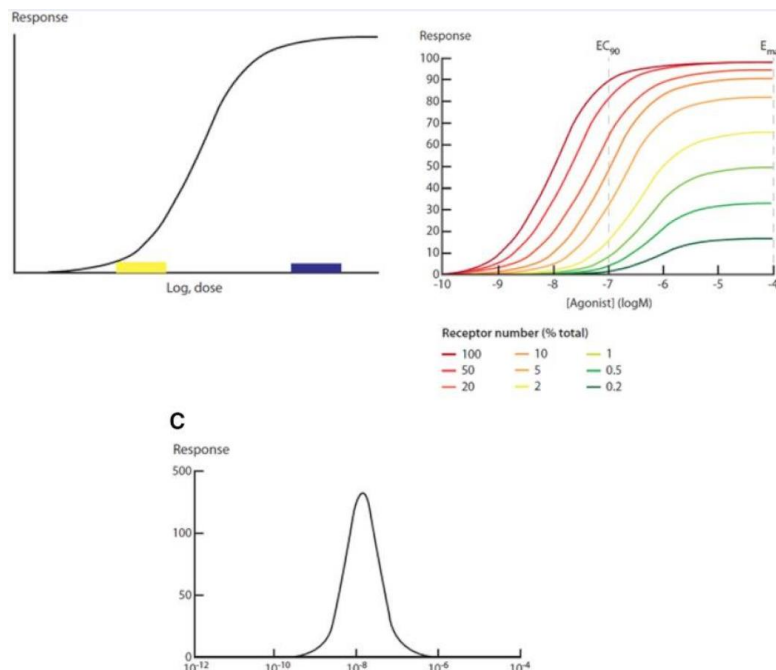 Response
Log, dose
Response
EC90
Ema
100
90
80
70
60
50
40
30
20
10
0
-10 -9 -8 -7 -6 -5 -4
[Agonist] (logM)
Receptor number (% total)
100 10 1
50 5 0.5
20 2 0.2
C
Response
500
100
50
0
10-12 10-10 10-8 10-6 10-4